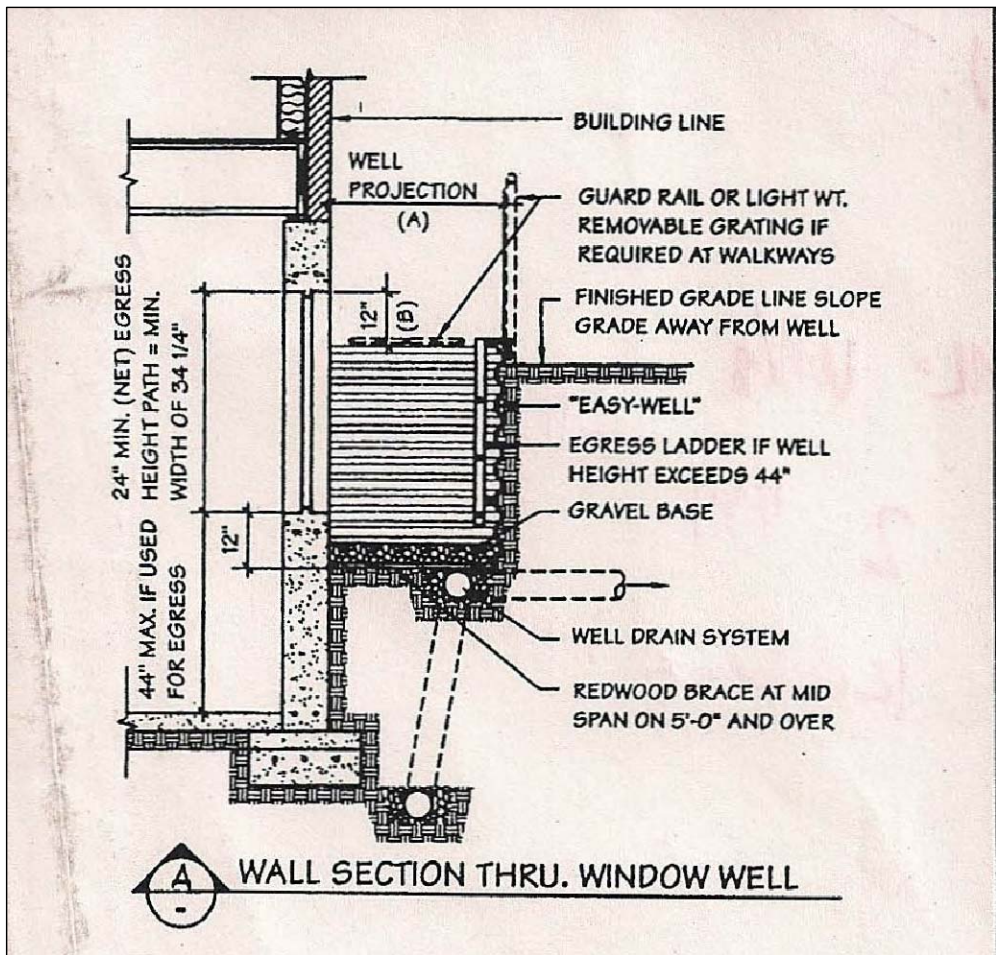 BUILDING LINE
WELL
PROJECTION
(A)
GUARD RAIL OR LIGHT WT.
REMOVABLE GRATING IF
REQUIRED AT WALKWAYS
12"
(B)
FINISHED GRADE LINE SLOPE
GRADE AWAY FROM WELL
24" MIN. (NET) EGRESS
HEIGHT PATH = MIN.
WIDTH OF 34 1/4"
"EASY-WELL"
EGRESS LADDER IF WELL
HEIGHT EXCEEDS 44"
GRAVEL BASE
12"
44" MAX. IF USED
FOR EGRESS
WELL DRAIN SYSTEM
REDWOOD BRACE AT MID
SPAN ON 5'-0" AND OVER
A
-
WALL SECTION THRU. WINDOW WELL